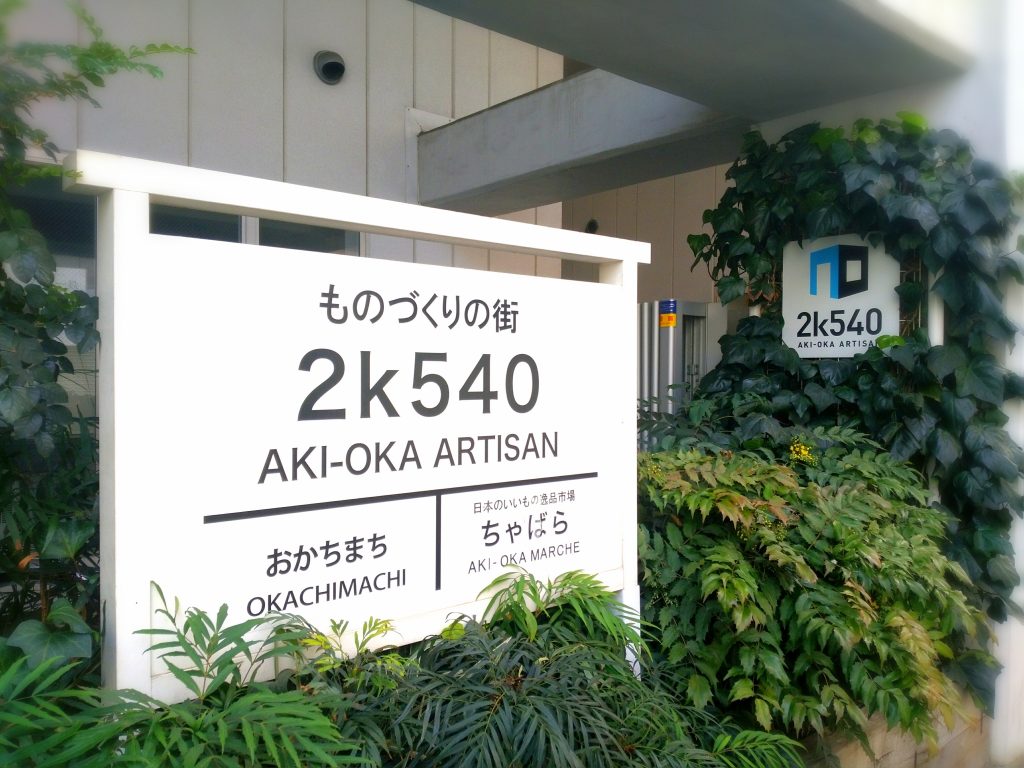 ものづくりの街
2k540
AKI-OKA ARTISAN
おかちまち
OKACHIMACHI
日本のいいもの逸品市場
ちゃばら
AKI-OKA MARCHE
2k540
AKI-OKA ARTISAN